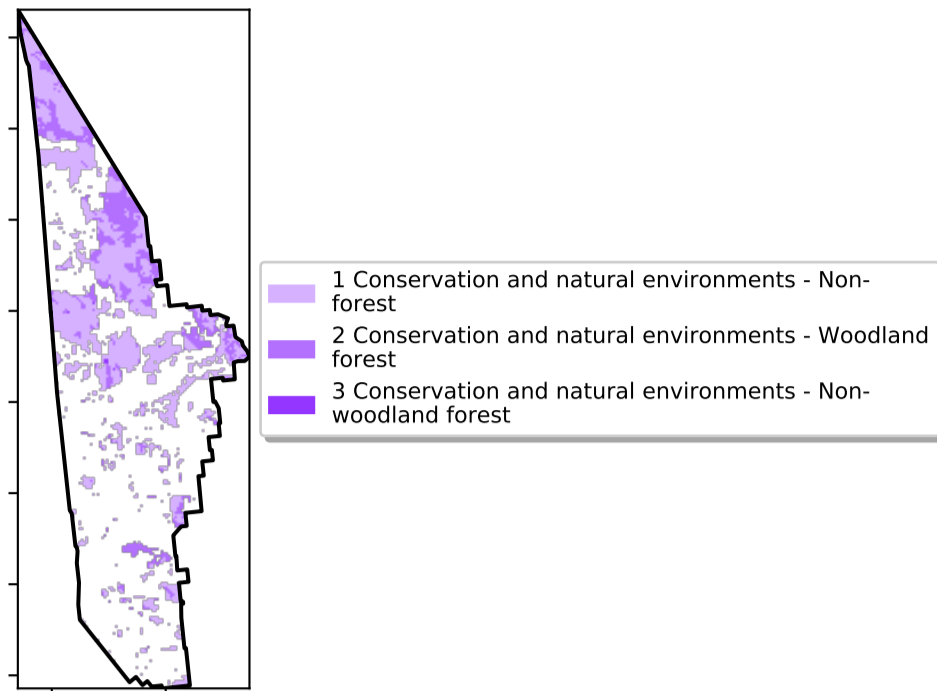 1 Conservation and natural environments - Non-
forest
2 Conservation and natural environments - Woodland
forest
3 Conservation and natural environments - Non-
woodland forest